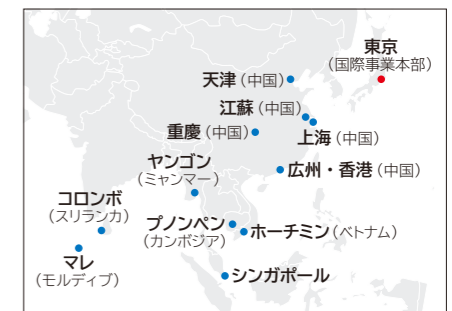 東京
（国際事業本部）
天津（中国）
江蘇（中国）
重慶（中国）
上海（中国）
ヤンゴン
（ミャンマー）
広州・香港（中国）
コロンボ
（スリランカ）
プノンペン
（カンボジア）
ホーチミン（ベトナム）
マレ
（モルディブ）
シンガポール